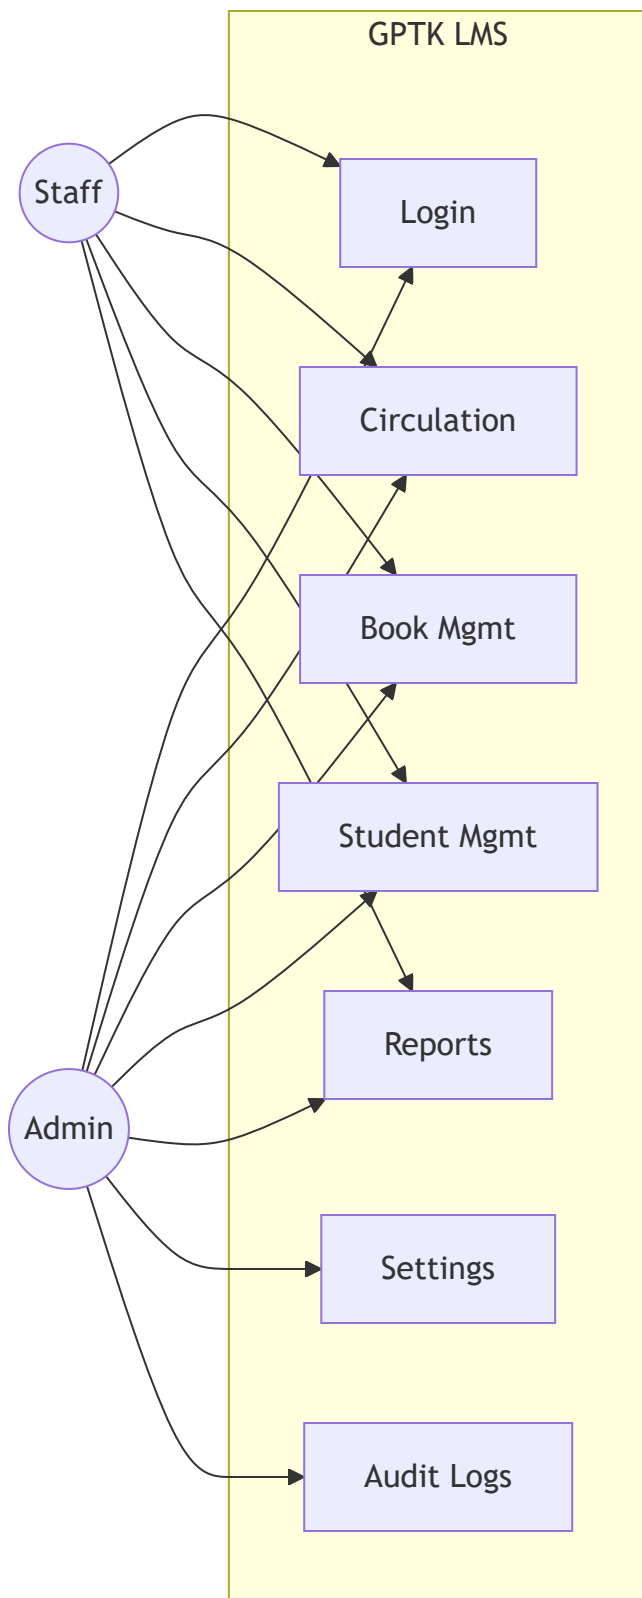 GPTK LMS
Staff
Login
Circulation
Book Mgmt
Student Mgmt
Reports
Admin
Settings
Audit Logs